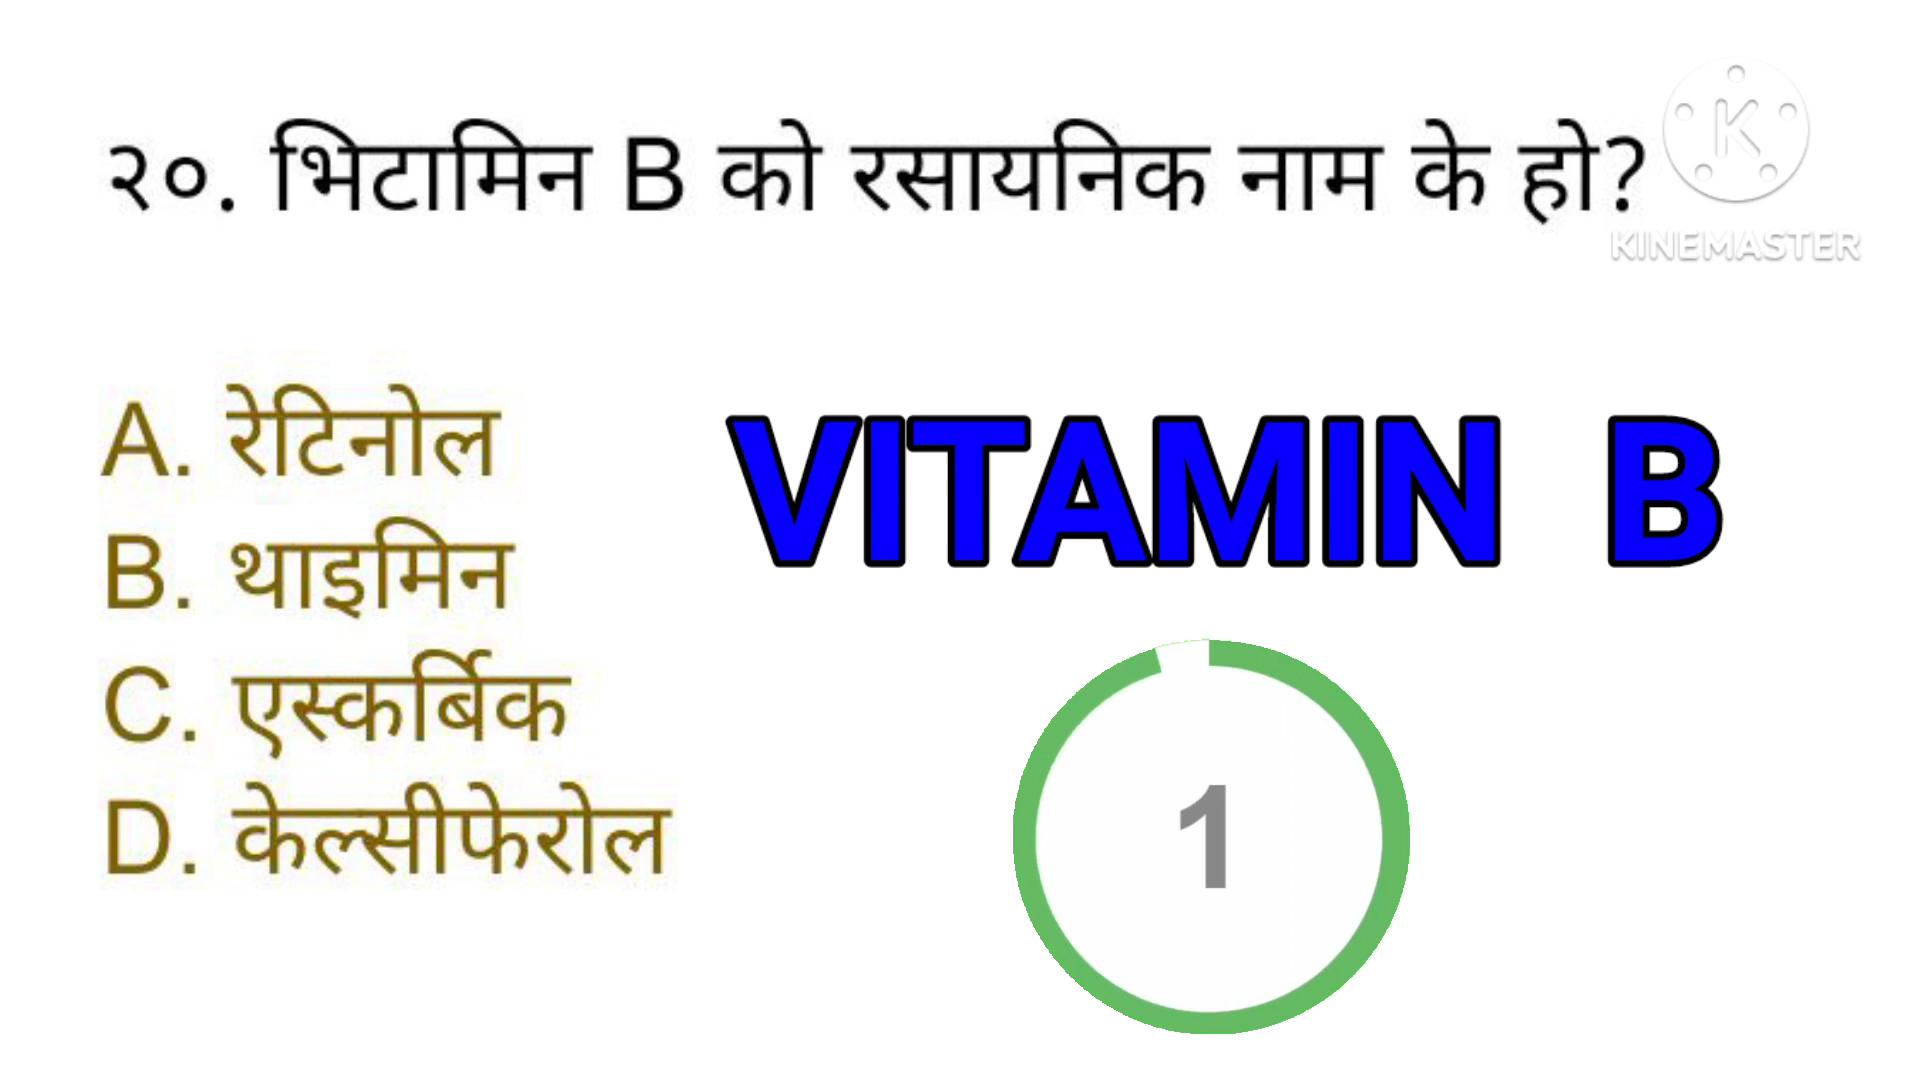 २०. भिटामिन B को रसायनिक नाम के हो?
K
KINEMASTER
A. रेटिनोल
VITAMIN B
B. थाइमिन
C. एस्कर्बिक
D. केल्सीफेरोल
1